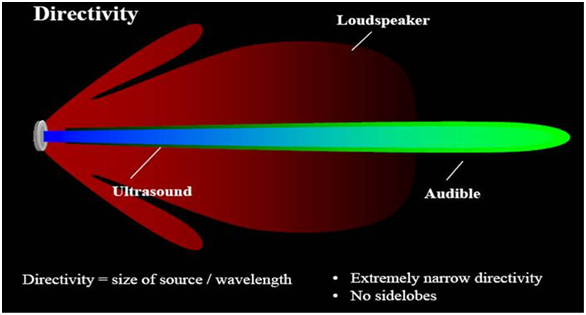 Directivity
Loudspeaker
Ultrasound
Audible
Directivity = size of source / wavelength
• Extremely narrow directivity
• No sidelobes